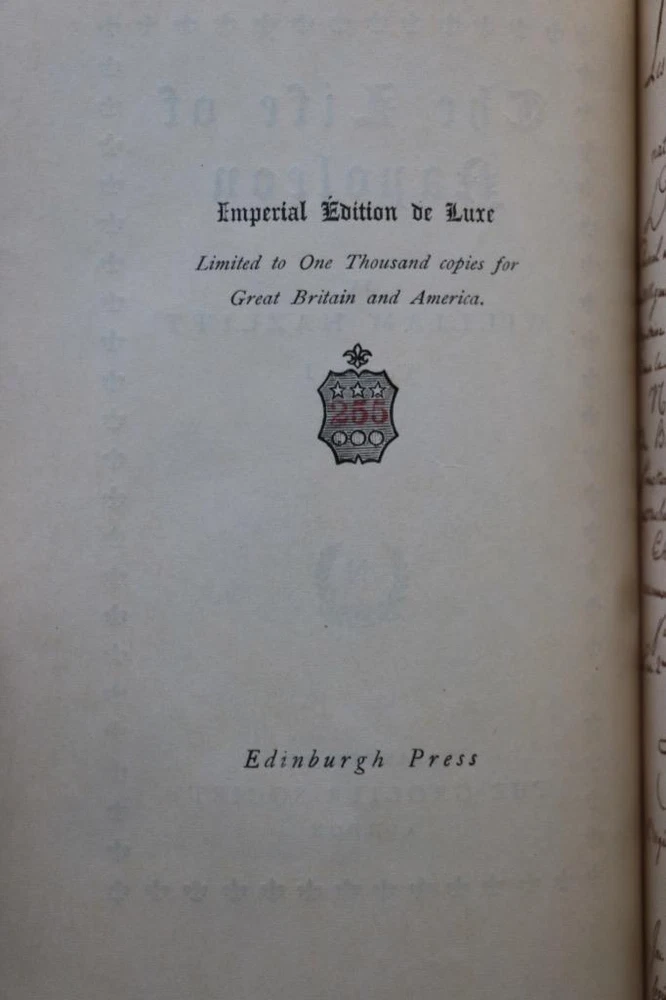 Imperial Édition de Luxe
Limited to One Thousand copies for
Great Britain and America.
255
Edinburgh Press